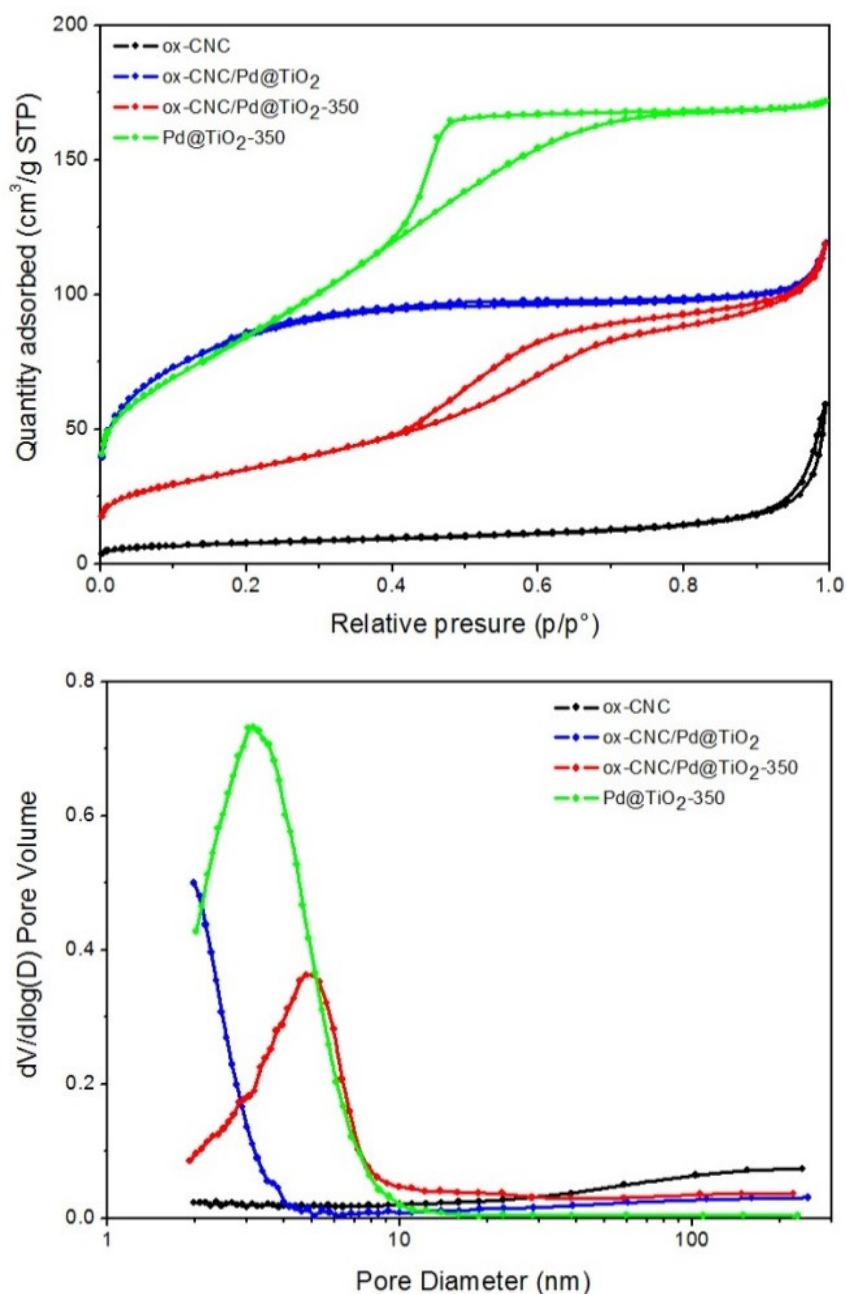 200
150
100
50
0
Quantity adsorbed (cm³/g STP)
ox-CNC
ox-CNC/Pd@TiO₂
ox-CNC/Pd@TiO₂-350
Pd@TiO₂-350
0.0 0.2 0.4 0.6 0.8 1.0
Relative presure (p/p°)
0.8
0.6
0.4
0.2
0.0
dV/dlog(D) Pore Volume
ox-CNC
ox-CNC/Pd@TiO₂
ox-CNC/Pd@TiO₂-350
Pd@TiO₂-350
1 10 100
Pore Diameter (nm)